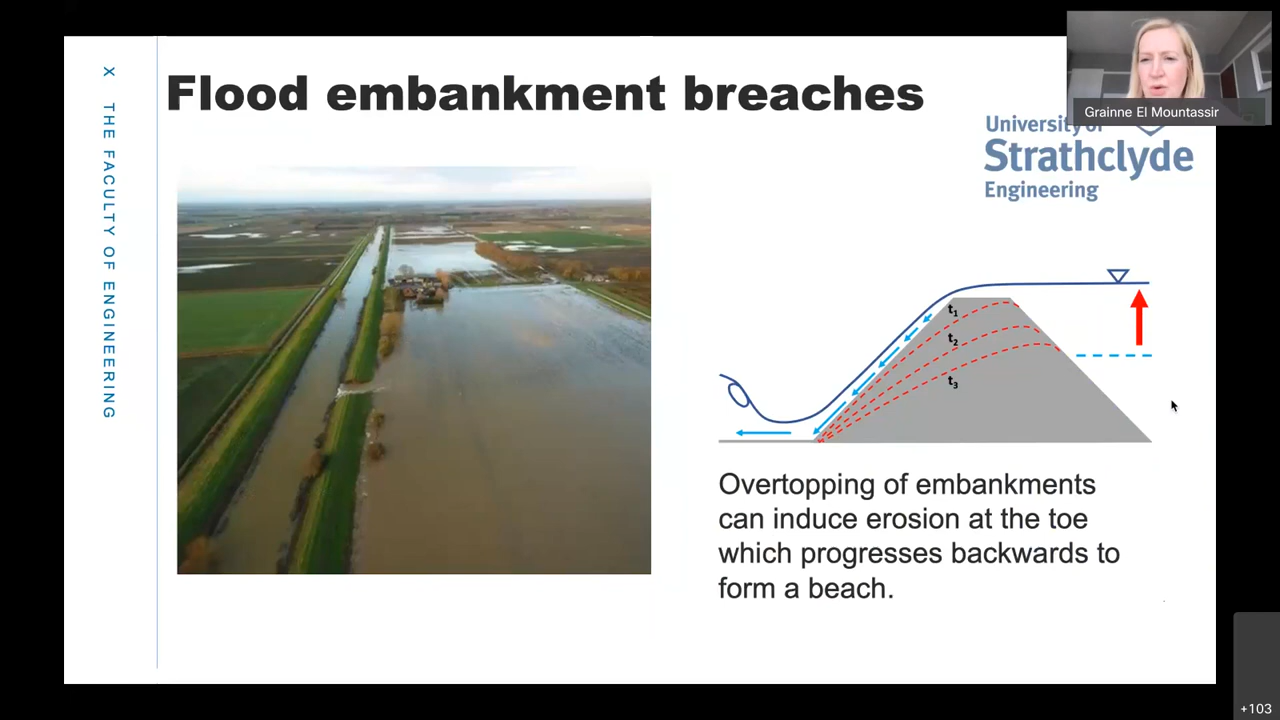 Flood embankment breaches
Grainne El Mountassir
University of
Strathclyde
Engineering
X THE FACULTY OF ENGINEERING
t1
t2
t3
Overtopping of embankments
can induce erosion at the toe
which progresses backwards to
form a beach.
+103